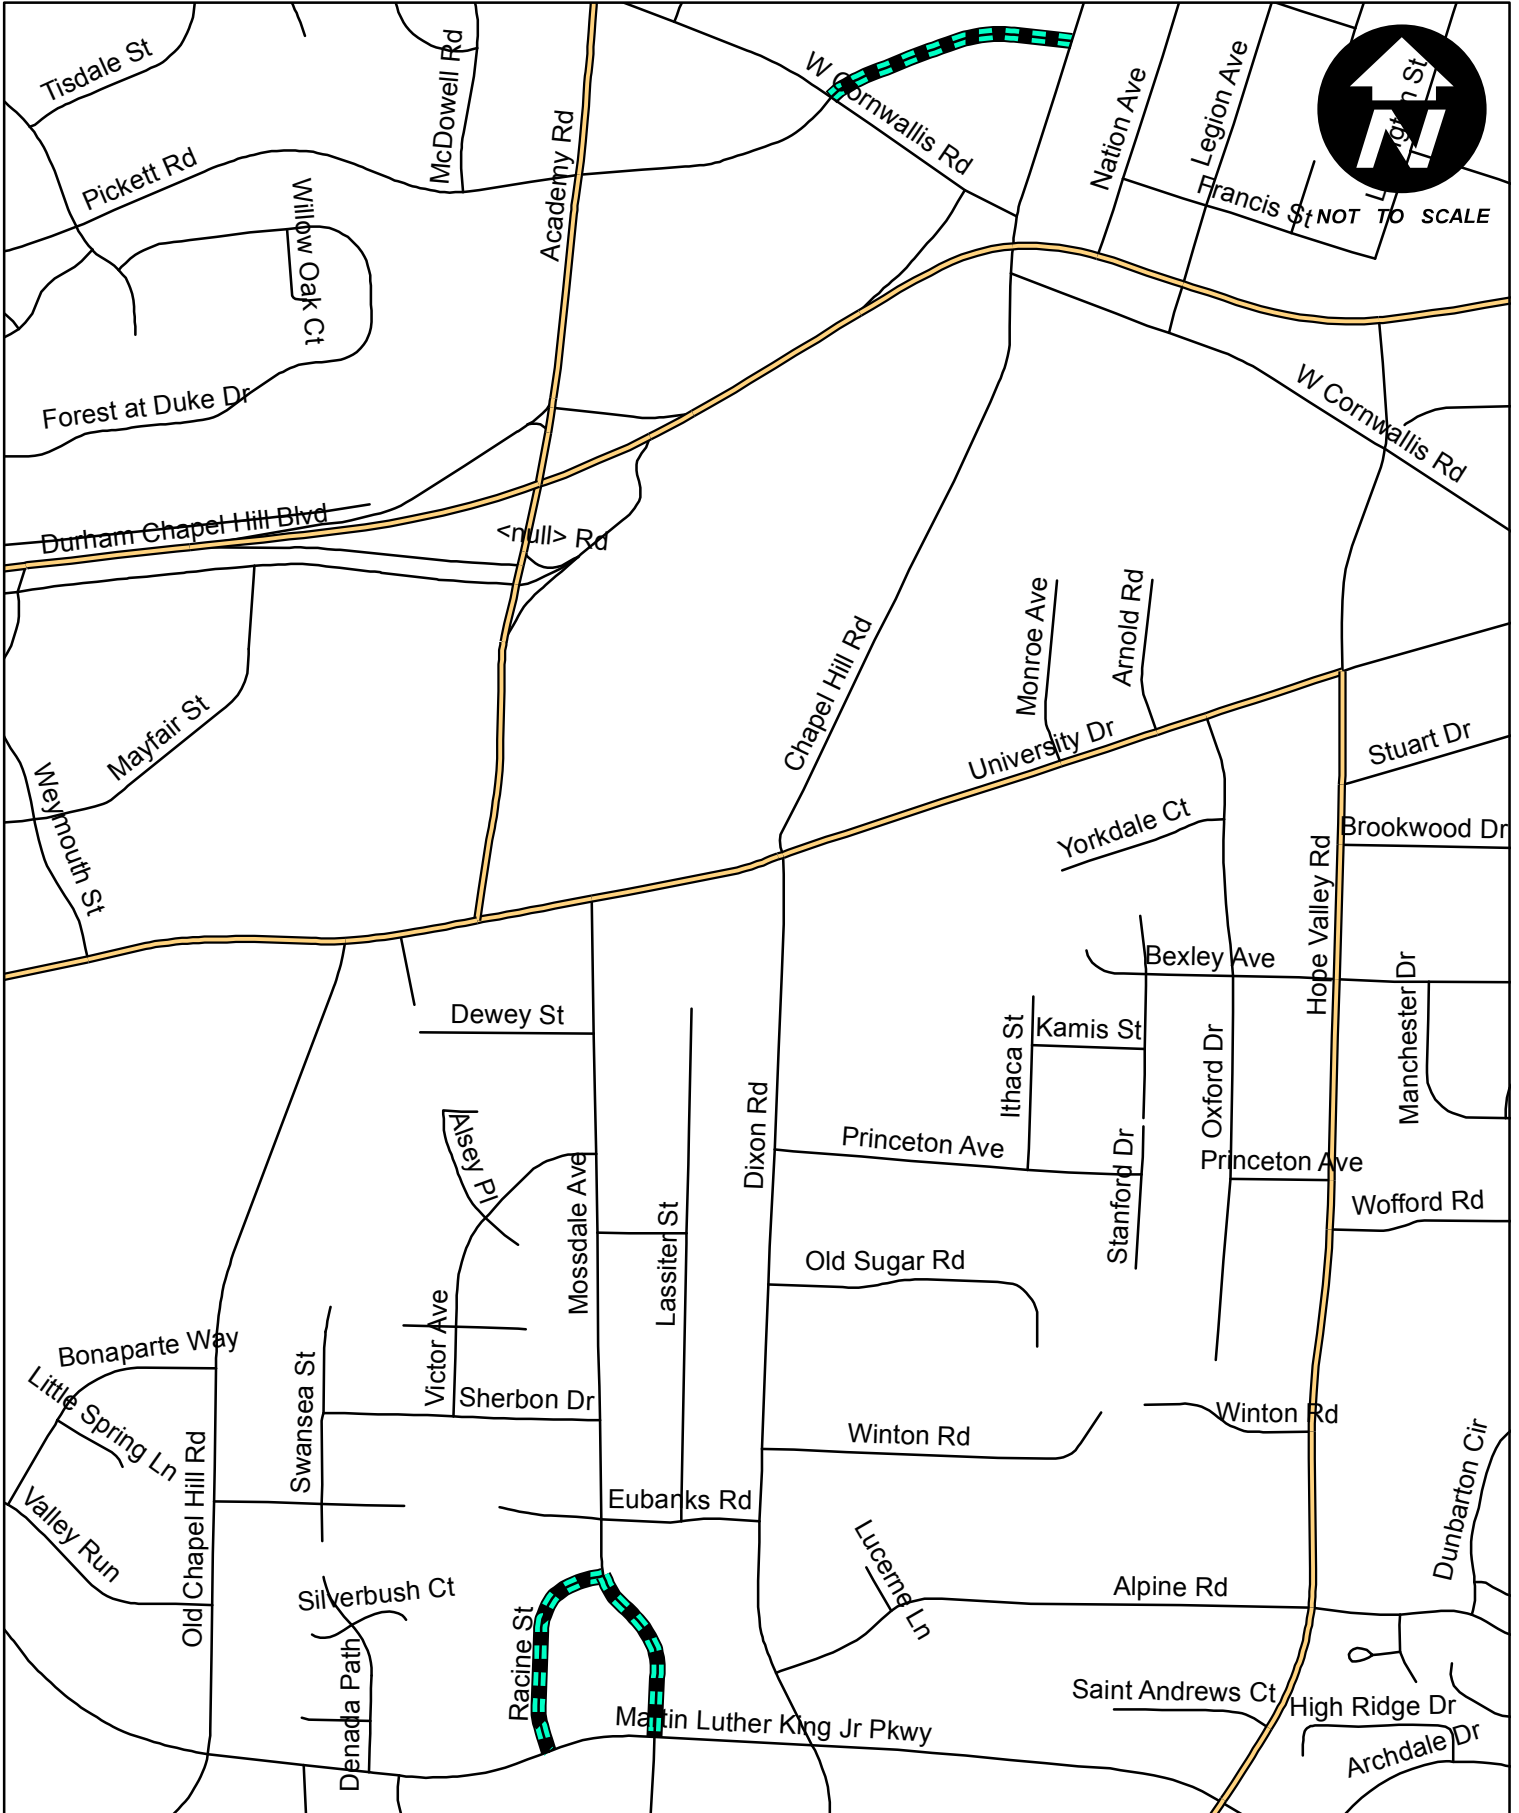 Tisdale St
McDowell Rd
Academy Rd
W Cornwallis Rd
Nation Ave
Legion Ave
N
Pickett Rd
Willow Oak Ct
Francis St
NOT TO SCALE
Forest at Duke Dr
W Cornwallis Rd
Durham Chapel Hill Blvd
<null> Rd
Chapel Hill Rd
Monroe Ave
Arnold Rd
Mayfair St
University Dr
Stuart Dr
Weymouth St
Yorkdale Ct
Brookwood Dr
Hope Valley Rd
Bexley Ave
Manchester Dr
Dewey St
Ithaca St
Kamis St
Oxford Dr
Alsey Pl
Dixon Rd
Princeton Ave
Stanford Dr
Princeton Ave
Mossdale Ave
Lassiter St
Wofford Rd
Old Sugar Rd
Bonaparte Way
Little Spring Ln
Swansea St
Victor Ave
Sherbon Dr
Winton Rd
Winton Rd
Old Chapel Hill Rd
Eubanks Rd
Valley Run
Lucerne Ln
Dunbarton Cir
Silverbush Ct
Alpine Rd
Racine St
Denada Path
Martin Luther King Jr Pkwy
Saint Andrews Ct
High Ridge Dr
Archdale Dr